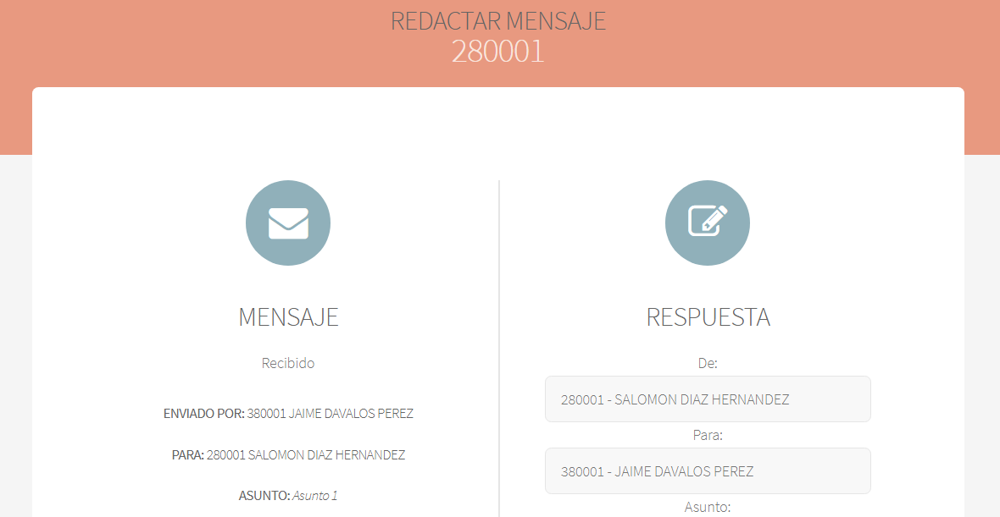 REDACTAR MENSAJE
280001
MENSAJE
Recibido
ENVIADO POR: 380001 JAIME DAVALOS PEREZ
PARA: 280001 SALOMON DIAZ HERNANDEZ
ASUNTO: Asunto 1
RESPUESTA
De:
280001 - SALOMON DIAZ HERNANDEZ
Para:
380001 - JAIME DAVALOS PEREZ
Asunto: